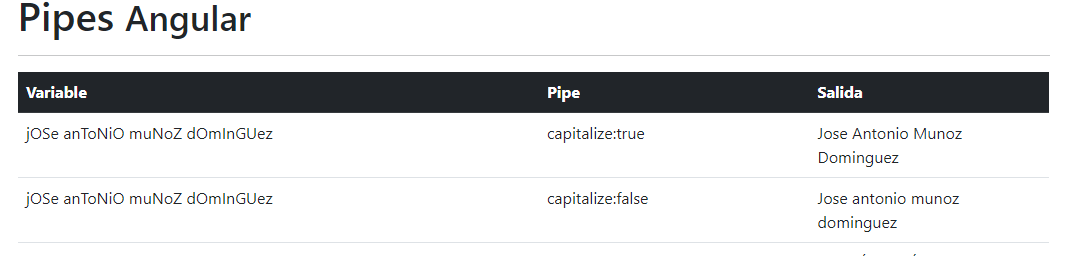 Pipes Angular
Variable Pipe Salida
jOSe anToNiO muNoZ dOmInGUez capitalize:true Jose Antonio Munoz
Dominguez
jOSe anToNiO muNoZ dOmInGUez capitalize:false Jose antonio munoz
dominguez